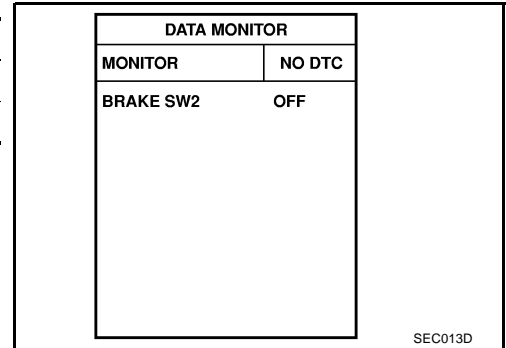 DATA MONITOR
MONITOR NO DTC
BRAKE SW2 OFF
SEC013D